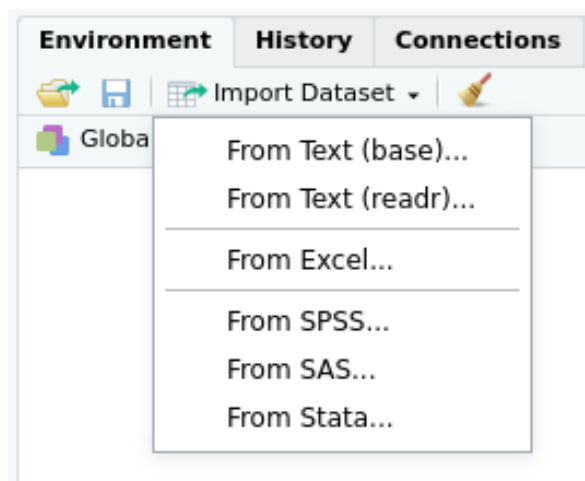 Environment History Connections
Import Dataset
Globa
From Text (base)...
From Text (readr)...
From Excel...
From SPSS...
From SAS...
From Stata...